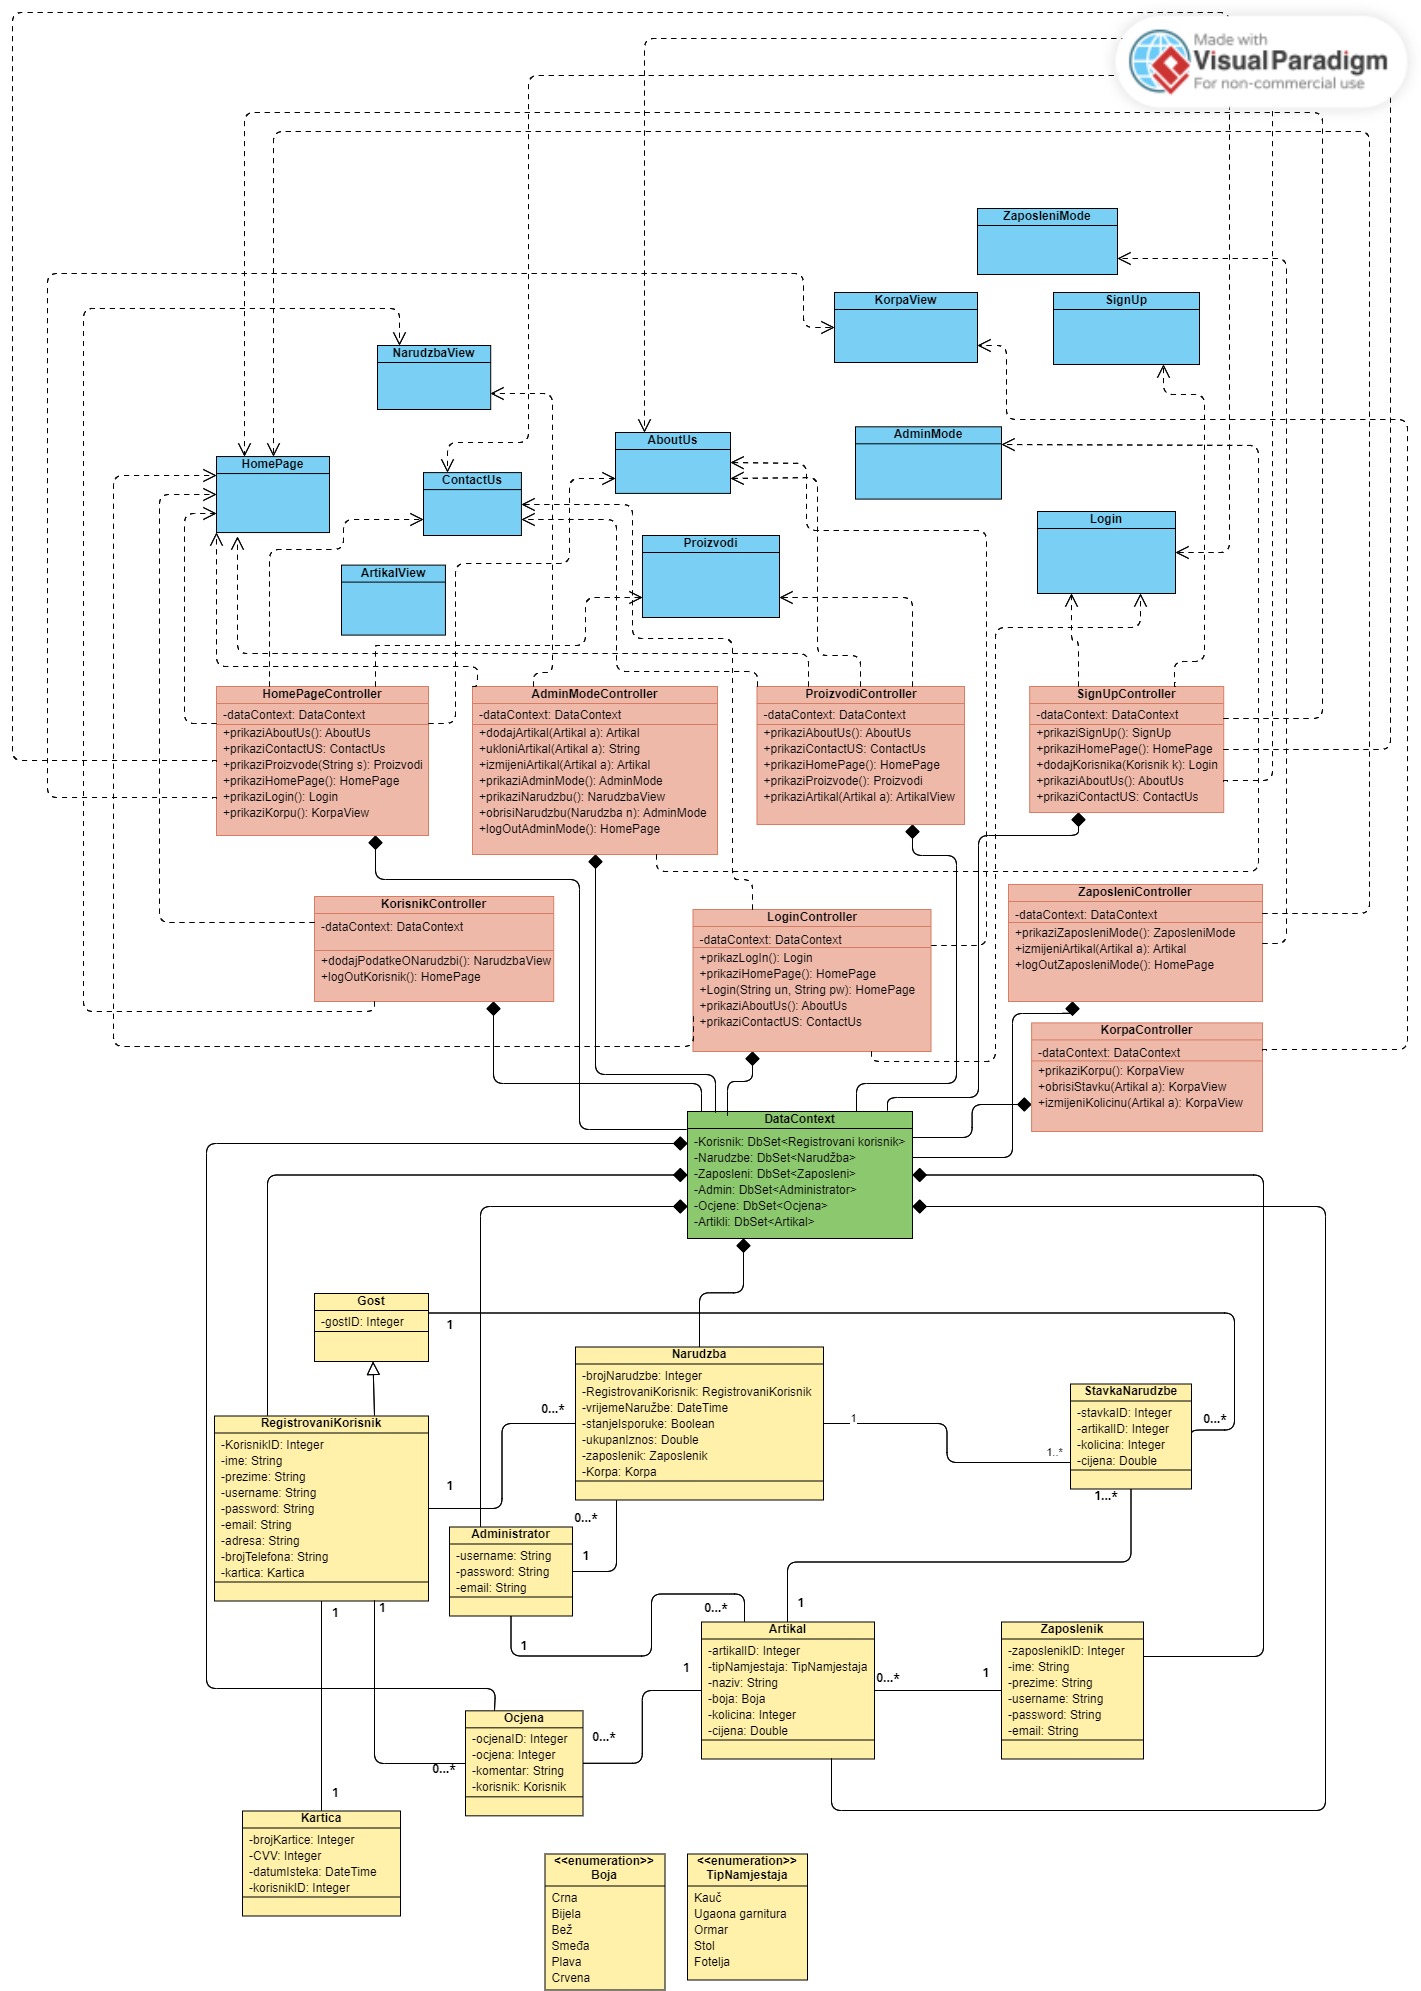 Made with
VisualParadigm
For non-commercial use
ZaposleniMode
KorpaView
SignUp
NarudzbaView
AboutUs
AdminMode
HomePage
ContactUs
Login
Proizvodi
ArtikalView
HomePageController
-dataContext: DataContext
+prikaziAboutUs(): AboutUs
+prikaziContactUS: ContactUs
+prikaziProizvode(String s): Proizvodi
+prikaziHomePage(): HomePage
+prikaziLogin(): Login
+prikaziKorpu(): KorpaView
AdminModeController
-dataContext: DataContext
+dodajArtikal(Artikal a): Artikal
+ukloniArtikal(Artikal a): String
+izmijeniArtikal(Artikal a): Artikal
+prikaziAdminMode(): AdminMode
+prikaziNarudzbu(): NarudzbaView
+obrisiNarudzbu(Narudzba n): AdminMode
+logOutAdminMode(): HomePage
ProizvodiController
-dataContext: DataContext
+prikaziAboutUs(): AboutUs
+prikaziContactUS: ContactUs
+prikaziHomePage(): HomePage
+prikaziProizvode(): Proizvodi
+prikaziArtikal(Artikal a): ArtikalView
SignUpController
-dataContext: DataContext
+prikaziSignUp(): SignUp
+prikaziHomePage(): HomePage
+dodajKorisnika(Korisnik k): Login
+prikaziAboutUs(): AboutUs
+prikaziContactUS: ContactUs
KorisnikController
-dataContext: DataContext
+dodajPodatkeONarudzbi(): NarudzbaView
+logOutKorisnik(): HomePage
LoginController
-dataContext: DataContext
+prikazLogIn(): Login
+prikaziHomePage(): HomePage
+Login(String un, String pw): HomePage
+prikaziAboutUs(): AboutUs
+prikaziContactUS: ContactUs
ZaposleniController
-dataContext: DataContext
+prikaziZaposleniMode(): ZaposleniMode
+izmijeniArtikal(Artikal a): Artikal
+logOutZaposleniMode(): HomePage
KorpaController
-dataContext: DataContext
+prikaziKorpu(): KorpaView
+obrisiStavku(Artikal a): KorpaView
+izmijeniKolicinu(Artikal a): KorpaView
DataContext
-Korisnik: DbSet<Registrovani korisnik>
-Narudzbe: DbSet<Narudžba>
-Zaposleni: DbSet<Zaposleni>
-Admin: DbSet<Administrator>
-Ocjene: DbSet<Ocjena>
-Artikli: DbSet<Artikal>
Gost
-gostID: Integer
1
Narudzba
-brojNarudzbe: Integer
-RegistrovaniKorisnik: RegistrovaniKorisnik
-vrijemeNaružbe: DateTime
-stanjeIsporuke: Boolean
-ukupanIznos: Double
-zaposlenik: Zaposlenik
-Korpa: Korpa
0...*
1
1..*
StavkaNarudzbe
-stavkaID: Integer
-artikalID: Integer
-kolicina: Integer
-cijena: Double
0...*
1...*
RegistrovaniKorisnik
-KorisnikID: Integer
-ime: String
-prezime: String
-username: String
-password: String
-email: String
-adresa: String
-brojTelefona: String
-kartica: Kartica
1
1
1
Administrator
-username: String
-password: String
-email: String
0...*
1
1
0...*
1
Artikal
-artikalID: Integer
-tipNamjestaja: TipNamjestaja
-naziv: String
-boja: Boja
-kolicina: Integer
-cijena: Double
1
0...*
1
Zaposlenik
-zaposlenikID: Integer
-ime: String
-prezime: String
-username: String
-password: String
-email: String
Ocjena
-ocjenaID: Integer
-ocjena: Integer
-komentar: String
-korisnik: Korisnik
0...*
0...*
1
Kartica
-brojKartice: Integer
-CVV: Integer
-datumIsteka: DateTime
-korisnikID: Integer
<<enumeration>>
Boja
Crna
Bijela
Bež
Smeđa
Plava
Crvena
<<enumeration>>
TipNamjestaja
Kauč
Ugaona garnitura
Ormar
Stol
Fotelja